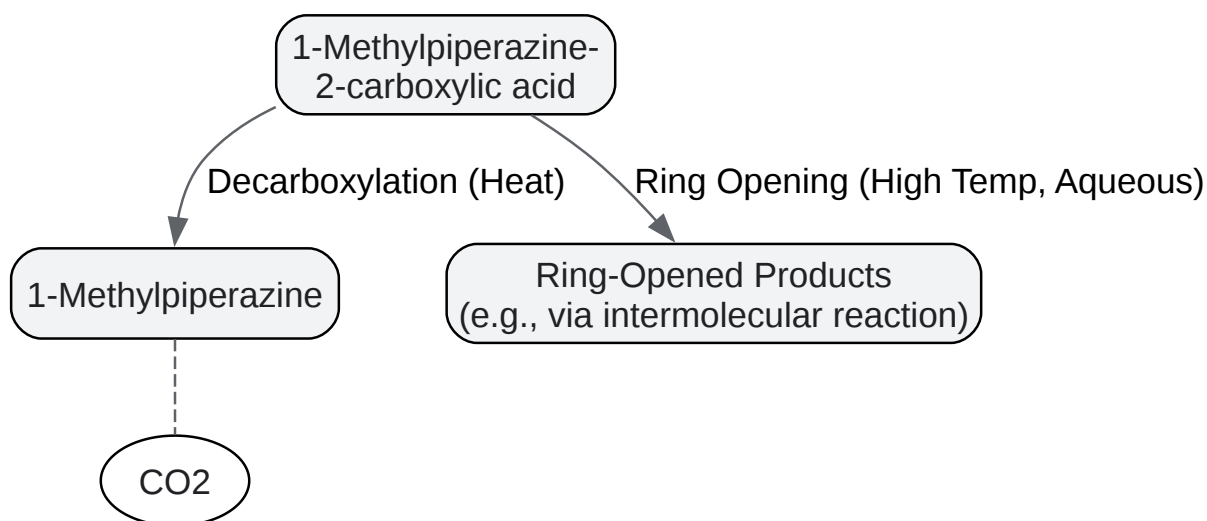 1-Methylpiperazine-
2-carboxylic acid
Decarboxylation (Heat)
Ring Opening (High Temp, Aqueous)
1-Methylpiperazine
Ring-Opened Products
(e.g., via intermolecular reaction)
CO2